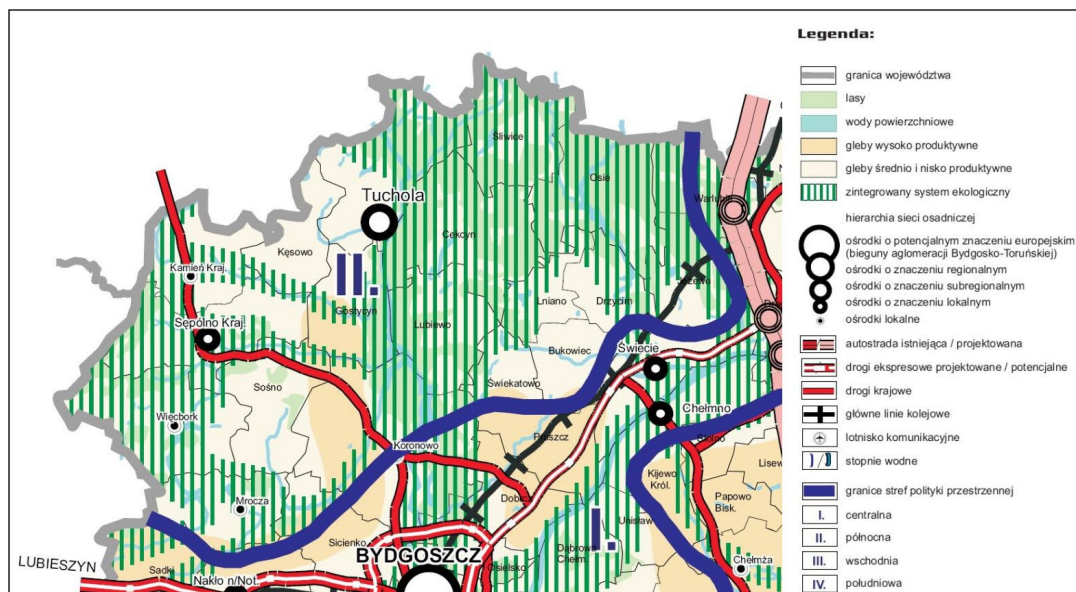 Legenda:
granica województwa
lasy
wody powierzchniowe
gleby wysoko produktywne
gleby średnio i nisko produktywne
zintegrowany system ekologiczny
hierarchia sieci osadniczej
ośrodki o potencjalnym znaczeniu europejskim
(bieguny aglomeracji Bydgosko-Toruńskiej)
ośrodki o znaczeniu regionalnym
ośrodki o znaczeniu subregionalnym
ośrodki o znaczeniu lokalnym
ośrodki lokalne
autostrada istniejąca / projektowana
drogi ekspresowe projektowane / potencjalne
drogi krajowe
główne linie kolejowe
lotnisko komunikacyjne
stopnie wodne
granice stref polityki przestrzennej
I. centralna
II. północna
III. wschodnia
IV. południowa
Śliwice
Osie
Tuchola
Cekcyn
Kęsowo
Kamień Kraj.
II.
Gostycyn
Lubiewo
Lniano
Drzycim
Sępólno Kraj.
Bukowiec
Świecie
Sośno
Świekatowo
Chełmno
Więcbork
Koronowo
Pruszcz
Stolno
Kijewo
Król.
Papowo
Bisk.
Mrocza
Dobrcz
Unisław
I.
Sicienko
BYDGOSZCZ
Osielsko
Dąbrowa
Chełm.
Chełmża
LUBIESZYN
Sadki
Nakło n/Not.